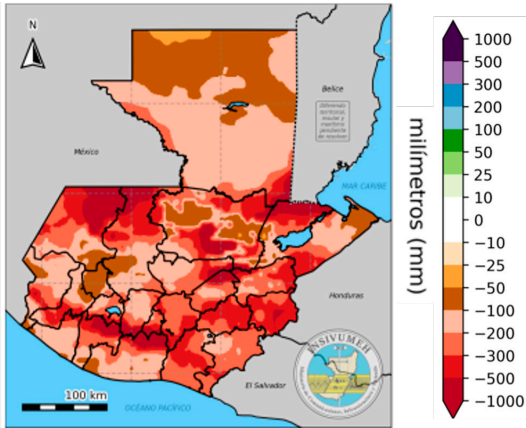 N
Belice
Diferendo
territorial,
insular y
marítimo
pendiente
de resolver
México
MAR CARIBE
Honduras
INSIVUMEH
El Salvador
100 km
OCÉANO PACÍFICO
milímetros (mm)
1000
500
300
200
100
50
25
10
0
−10
−25
−50
−100
−200
−300
−500
−1000